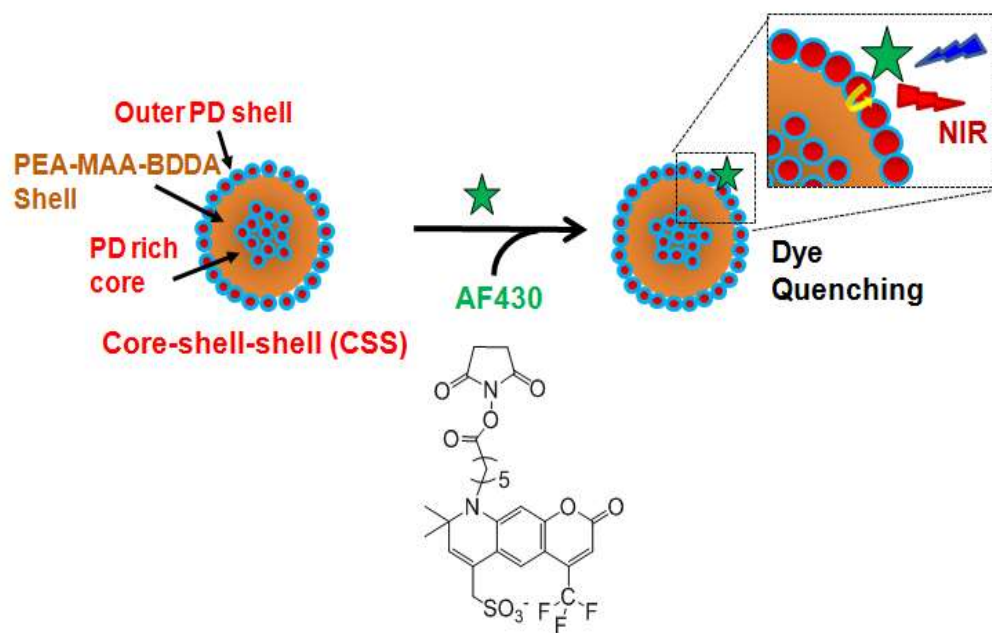 Outer PD shell
PEA-MAA-BDDA
Shell
PD rich
core
Core-shell-shell (CSS)
AF430
NIR
Dye
Quenching
O
N
O
O
O
5
N
O
O
SO3-
C
F
F
F